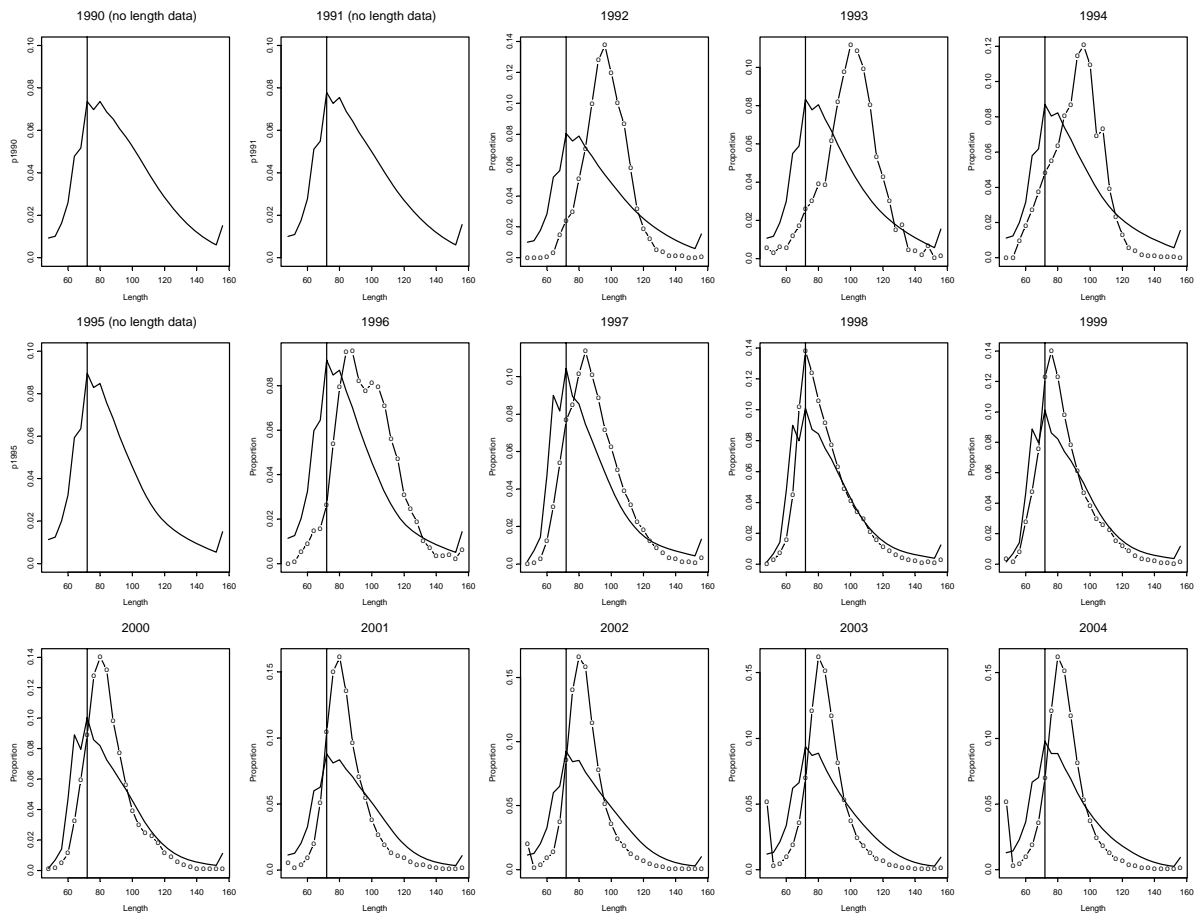 1990 (no length data)
p1990
0.0 0.02 0.04 0.06 0.08 0.10
60 80 100 120 140 160
Length
1991 (no length data)
p1991
0.0 0.02 0.04 0.06 0.08 0.10
60 80 100 120 140 160
Length
1992
Proportion
0.0 0.02 0.04 0.06 0.08 0.10 0.12 0.14
60 80 100 120 140 160
Length
1993
Proportion
0.0 0.02 0.04 0.06 0.08 0.10
60 80 100 120 140 160
Length
1994
Proportion
0.0 0.02 0.04 0.06 0.08 0.10 0.12
60 80 100 120 140 160
Length
1995 (no length data)
p1995
0.0 0.02 0.04 0.06 0.08 0.10
60 80 100 120 140 160
Length
1996
Proportion
0.0 0.02 0.04 0.06 0.08
60 80 100 120 140 160
Length
1997
Proportion
0.0 0.02 0.04 0.06 0.08 0.10
60 80 100 120 140 160
Length
1998
Proportion
0.0 0.02 0.04 0.06 0.08 0.10 0.12 0.14
60 80 100 120 140 160
Length
1999
Proportion
0.0 0.02 0.04 0.06 0.08 0.10 0.12 0.14
60 80 100 120 140 160
Length
2000
Proportion
0.0 0.02 0.04 0.06 0.08 0.10 0.12 0.14
60 80 100 120 140 160
Length
2001
Proportion
0.0 0.05 0.10 0.15
60 80 100 120 140 160
Length
2002
Proportion
0.0 0.05 0.10 0.15
60 80 100 120 140 160
Length
2003
Proportion
0.0 0.05 0.10 0.15
60 80 100 120 140 160
Length
2004
Proportion
0.0 0.05 0.10 0.15
60 80 100 120 140 160
Length